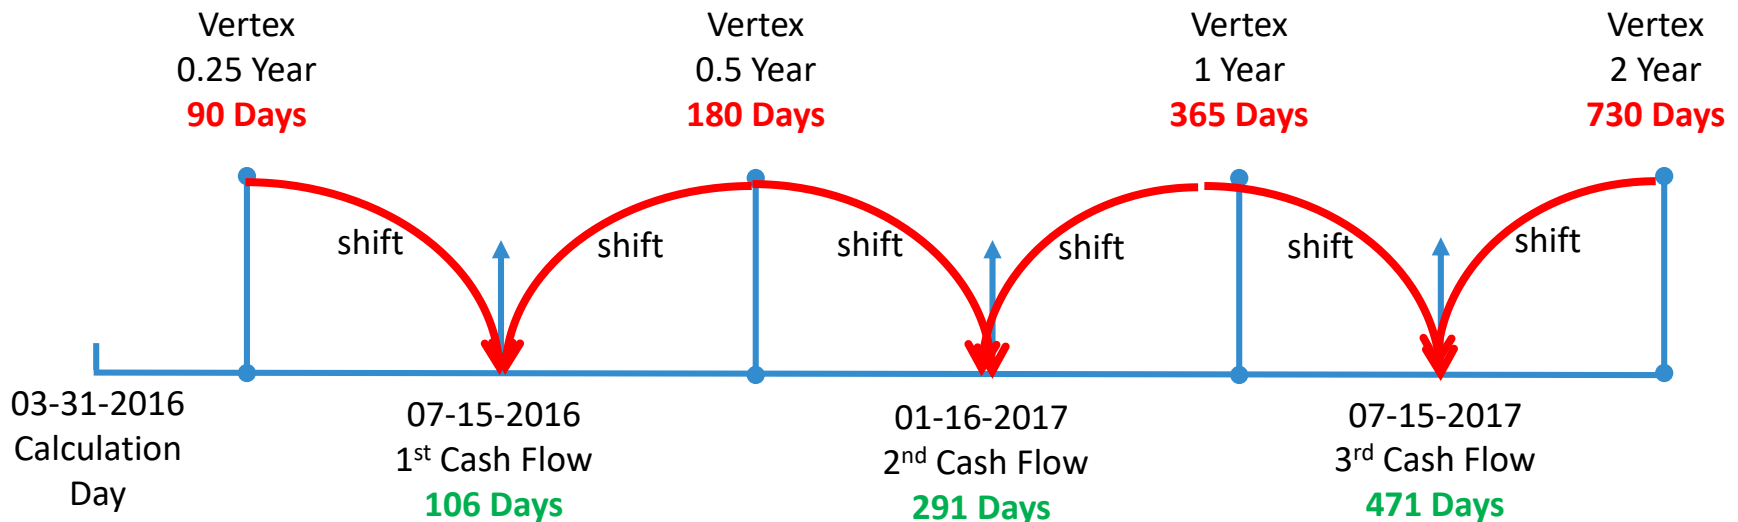 Vertex
0.25 Year
90 Days
Vertex
0.5 Year
180 Days
Vertex
1 Year
365 Days
Vertex
2 Year
730 Days
shift
shift
shift
shift
shift
shift
03-31-2016
Calculation
Day
07-15-2016
1st Cash Flow
106 Days
01-16-2017
2nd Cash Flow
291 Days
07-15-2017
3rd Cash Flow
471 Days